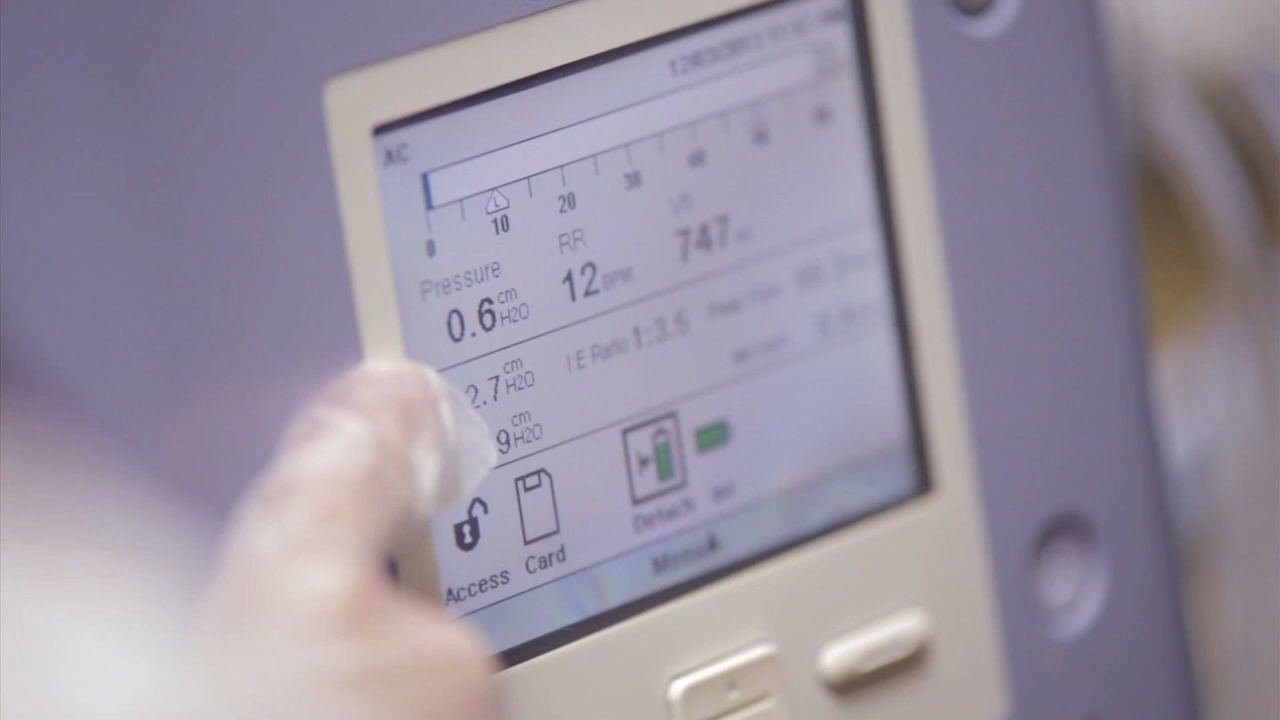 AC
0 10 20 30 40
L
Pressure RR
0.6 cm H2O 12 BPM 747
2.7 cm H2O I:E Ratio 1:3.5
9 cm H2O
Access Card Detach
Menu